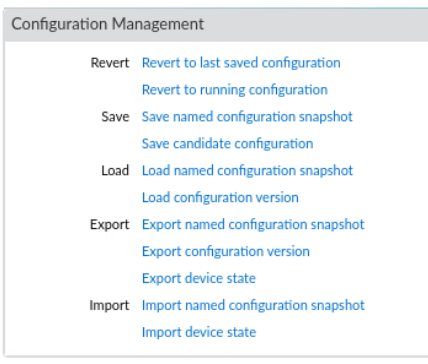 Configuration Management
Revert Revert to last saved configuration
Revert to running configuration
Save Save named configuration snapshot
Save candidate configuration
Load Load named configuration snapshot
Load configuration version
Export Export named configuration snapshot
Export configuration version
Export device state
Import Import named configuration snapshot
Import device state